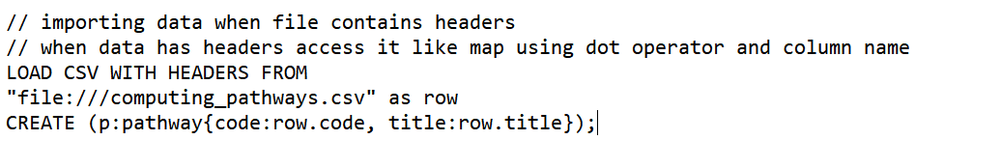 // importing data when file contains headers
// when data has headers access it like map using dot operator and column name
LOAD CSV WITH HEADERS FROM
"file:///computing_pathways.csv" as row
CREATE (p:pathway{code:row.code, title:row.title});